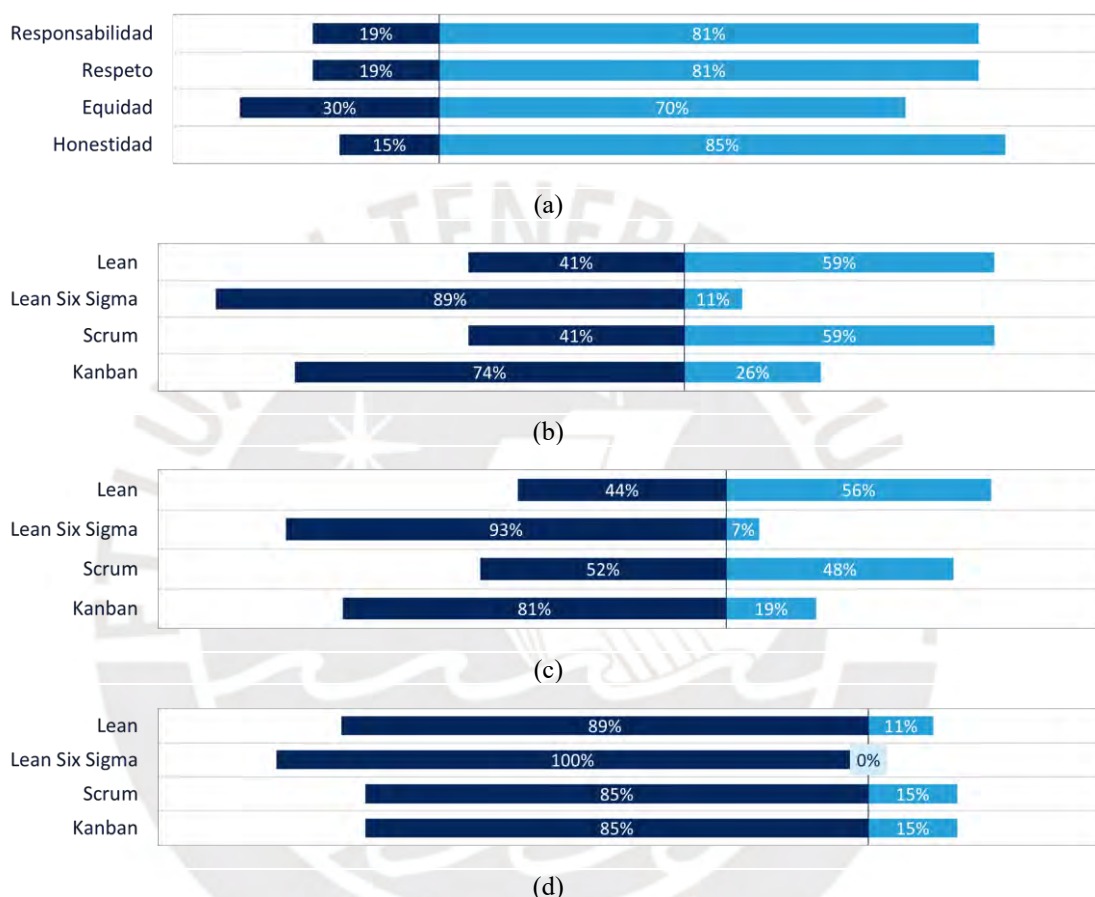 Responsabilidad 19% 81%
Respeto 19% 81%
Equidad 30% 70%
Honestidad 15% 85%
(a)
Lean 41% 59%
Lean Six Sigma 89% 11%
Scrum 41% 59%
Kanban 74% 26%
(b)
Lean 44% 56%
Lean Six Sigma 93% 7%
Scrum 52% 48%
Kanban 81% 19%
(c)
Lean 89% 11%
Lean Six Sigma 100% 0%
Scrum 85% 15%
Kanban 85% 15%
(d)